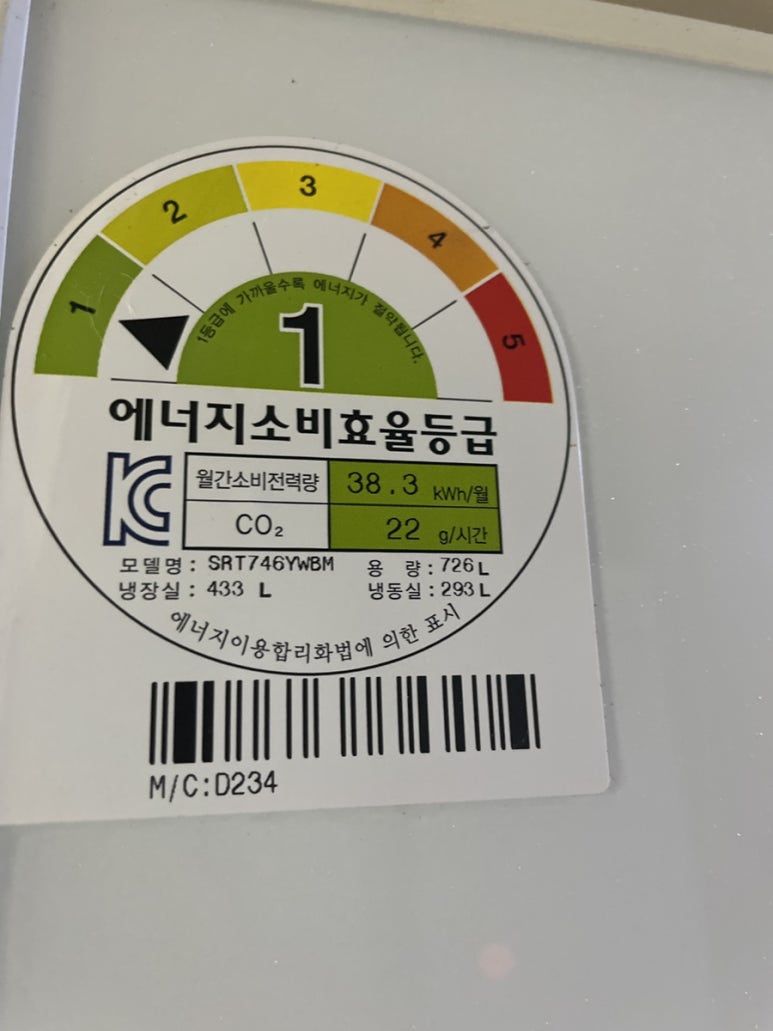 1 2 3 4 5
1등급에 가까울수록 에너지가 절약됩니다.
1
에너지소비효율등급
월간소비전력량 38.3 kWh/월
CO₂ 22 g/시간
모델명 : SRT746YWBM 용 량 : 726 L
냉장실 : 433 L 냉동실 : 293 L
에너지이용합리화법에 의한 표시
M/C:D234